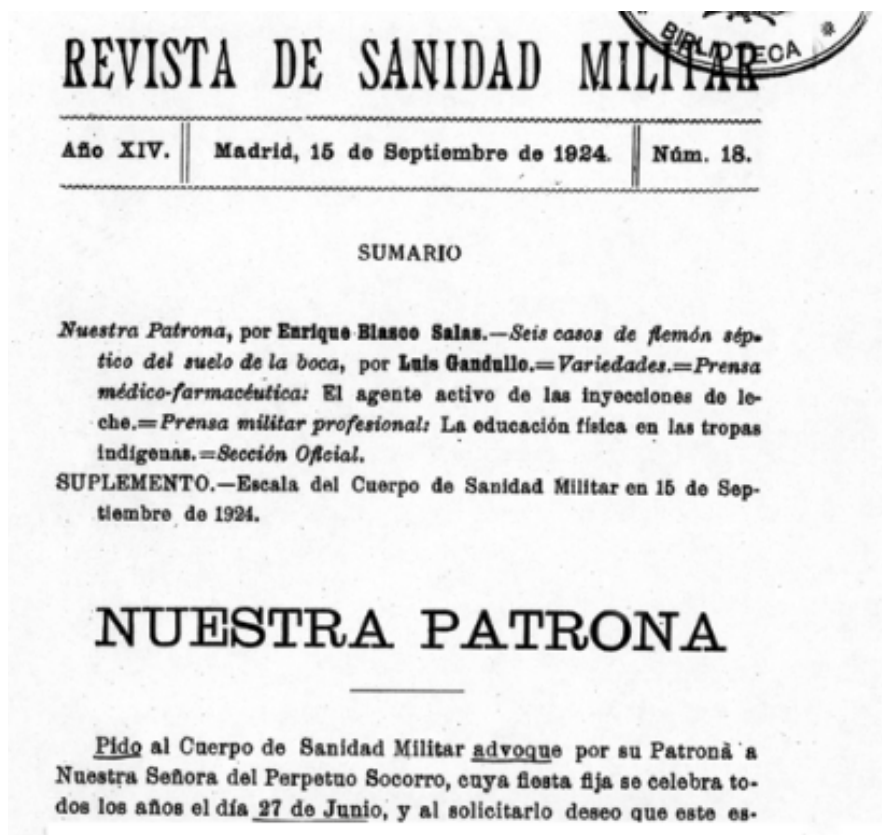 BIBLIOTECA
REVISTA DE SANIDAD MILITAR
Año XIV. Madrid, 15 de Septiembre de 1924. Núm. 18.
SUMARIO
Nuestra Patrona, por Enrique Blasco Salas.—Seis casos de flemón sép-
tico del suelo de la boca, por Luis Gandullo.=Variedades.=Prensa
médico-farmacéutica: El agente activo de las inyecciones de le-
che.=Prensa militar profesional: La educación física en las tropas
indígenas.=Sección Oficial.
SUPLEMENTO.—Escala del Cuerpo de Sanidad Militar en 15 de Sep-
tiembre de 1924.
NUESTRA PATRONA
Pido al Cuerpo de Sanidad Militar advoque por su Patrona a
Nuestra Señora del Perpetuo Socorro, cuya fiesta fija se celebra to-
dos los años el día 27 de Junio, y al solicitarlo deseo que este es-